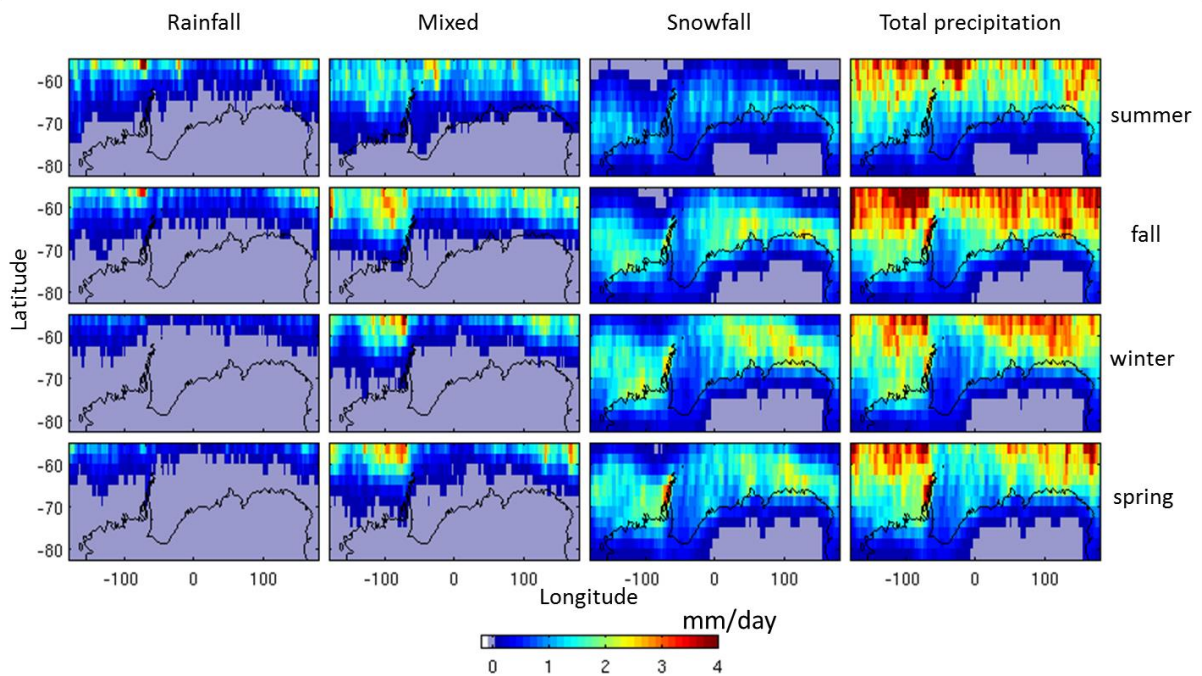 Rainfall Mixed Snowfall Total precipitation
-60
-70
-80
summer
-60
-70
-80
fall
Latitude
-60
-70
-80
winter
-60
-70
-80
spring
-100 0 100 -100 0 100 -100 0 100 -100 0 100
Longitude
mm/day
0 1 2 3 4